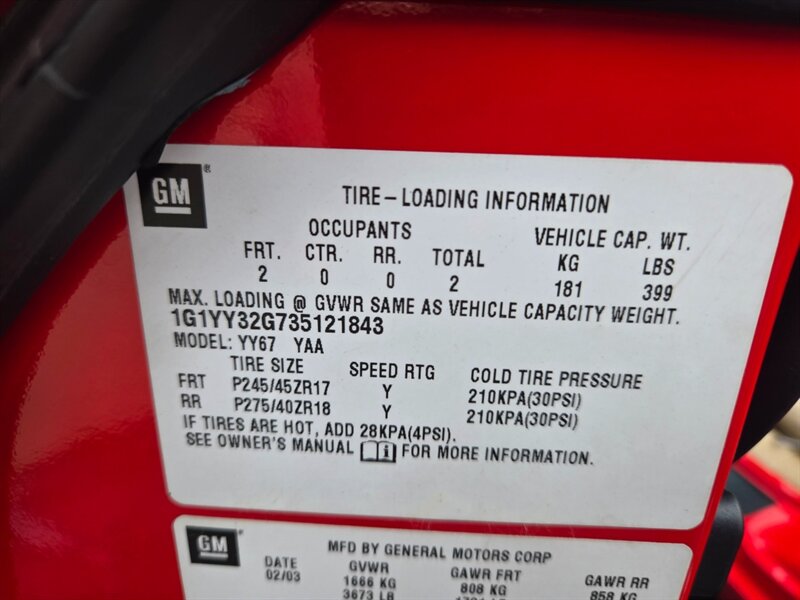 GM
TIRE-LOADING INFORMATION
OCCUPANTS VEHICLE CAP. WT.
FRT. CTR. RR. TOTAL KG LBS
2 0 0 2 181 399
MAX. LOADING @ GVWR SAME AS VEHICLE CAPACITY WEIGHT.
1G1YY32G735121843
MODEL: YY67 YAA
TIRE SIZE SPEED RTG COLD TIRE PRESSURE
FRT P245/45ZR17 Y 210KPA(30PSI)
RR P275/40ZR18 Y 210KPA(30PSI)
IF TIRES ARE HOT, ADD 28KPA(4PSI).
SEE OWNER'S MANUAL i FOR MORE INFORMATION.
GM
MFD BY GENERAL MOTORS CORP
DATE GVWR GAWR FRT GAWR RR
02/03 1666 KG 808 KG 858 KG
3673 LB